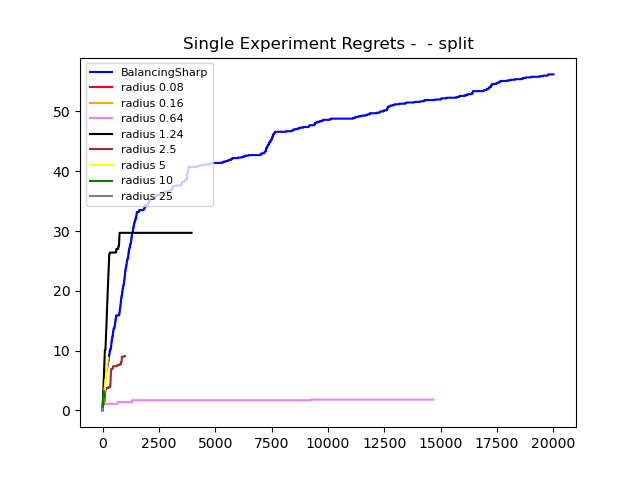 Single Experiment Regrets -  - split
BalancingSharp
radius 0.08
radius 0.16
radius 0.64
radius 1.24
radius 2.5
radius 5
radius 10
radius 25
50
40
30
20
10
0
0 2500 5000 7500 10000 12500 15000 17500 20000